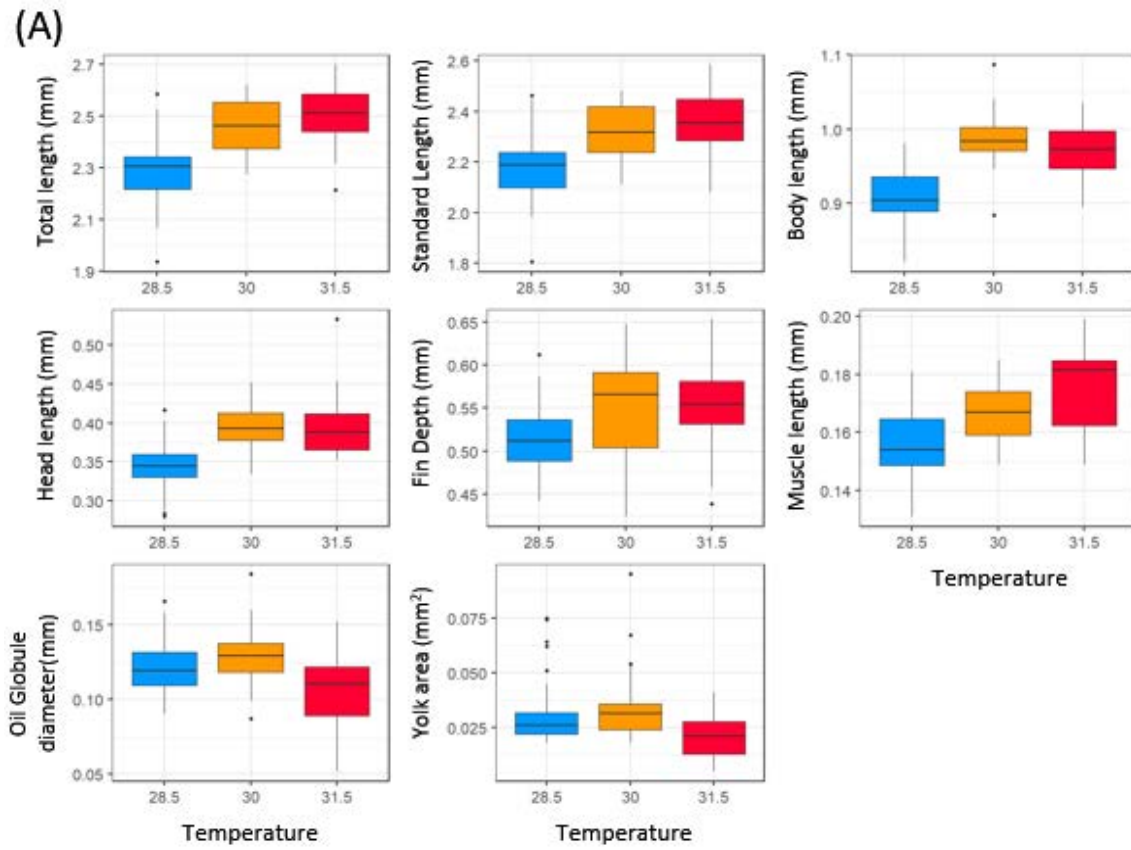 (A)
Total length (mm)
2.7
2.5
2.3
2.1
1.9
28.5 30 31.5
Standard Length (mm)
2.6
2.4
2.2
2.0
1.8
28.5 30 31.5
Body length (mm)
1.1
1.0
0.9
28.5 30 31.5
Head length (mm)
0.50
0.45
0.40
0.35
0.30
28.5 30 31.5
Fin Depth (mm)
0.65
0.60
0.55
0.50
0.45
28.5 30 31.5
Muscle length (mm)
0.20
0.18
0.16
0.14
28.5 30 31.5
Temperature
Oil Globule
diameter(mm)
0.15
0.10
0.05
28.5 30 31.5
Temperature
Yolk area (mm²)
0.075
0.050
0.025
28.5 30 31.5
Temperature